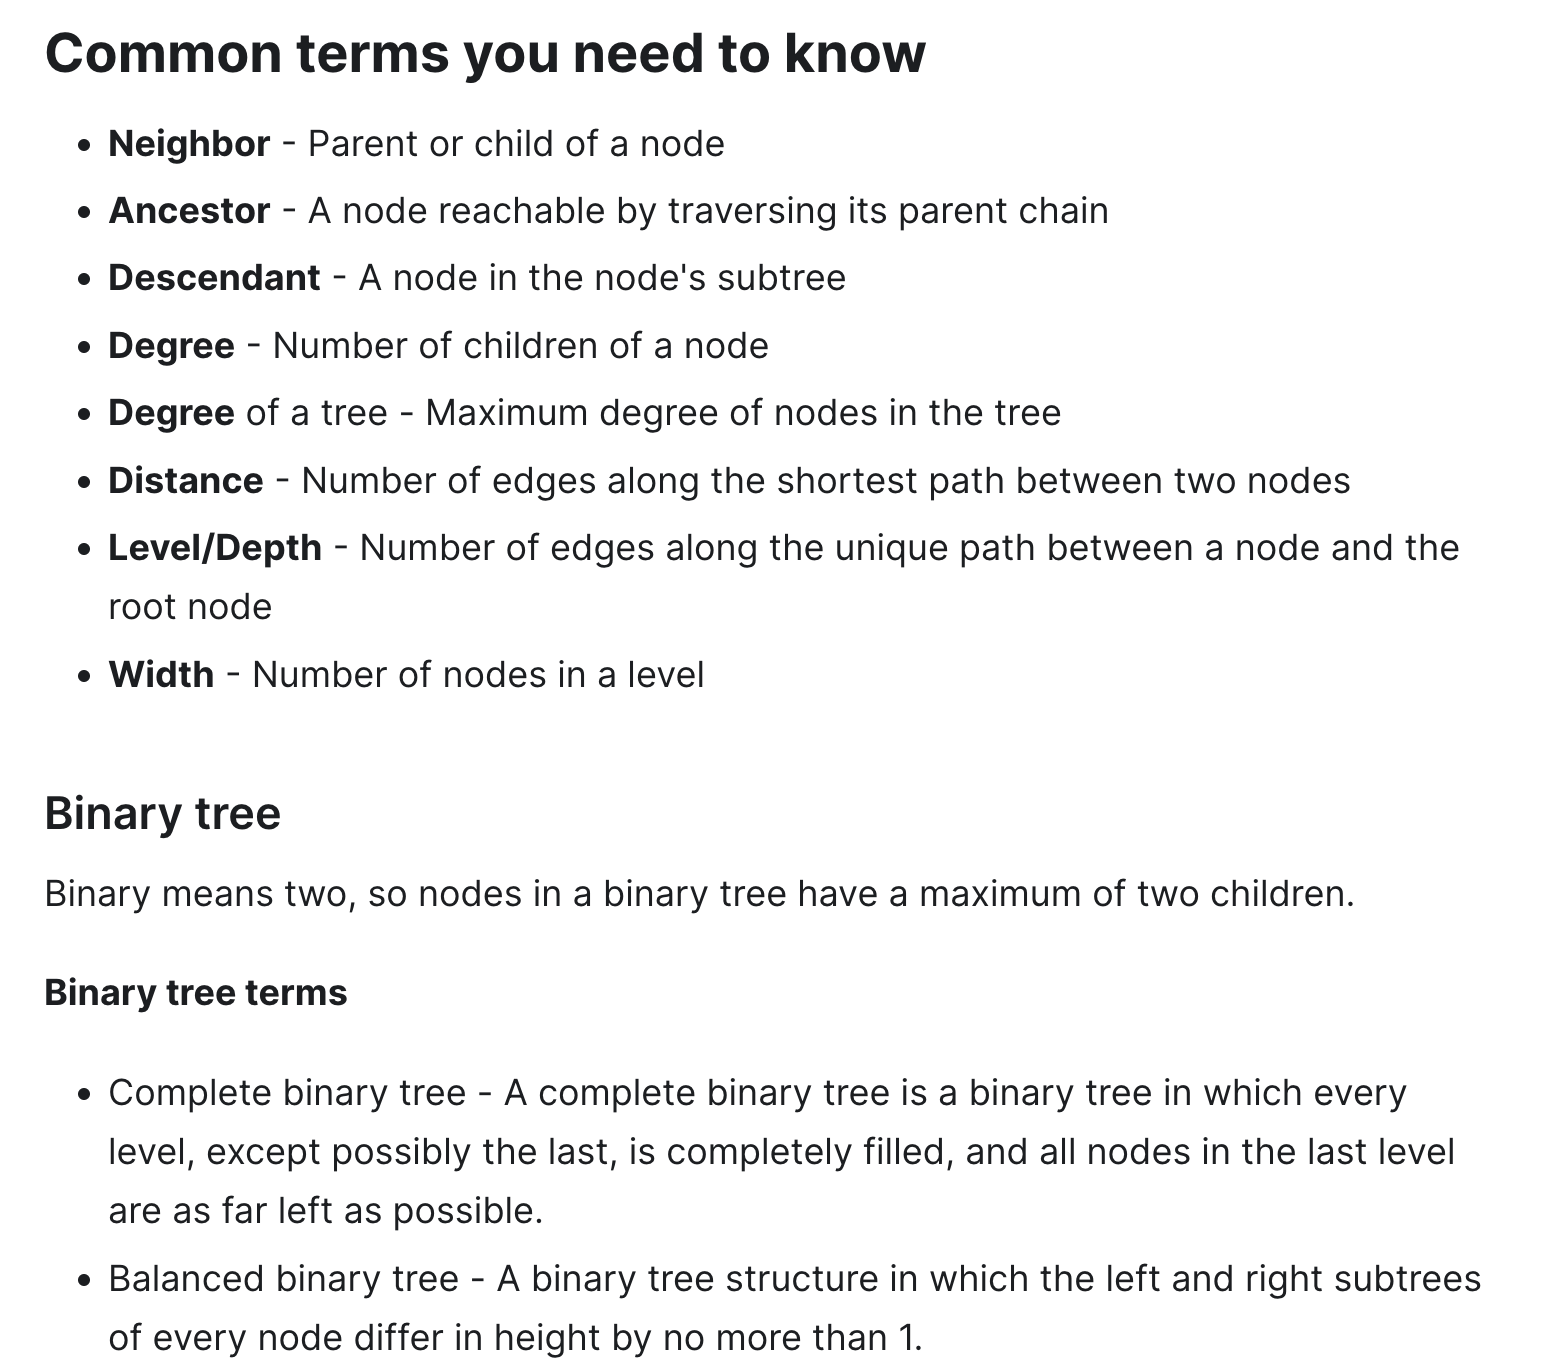 Common terms you need to know
• Neighbor - Parent or child of a node
• Ancestor - A node reachable by traversing its parent chain
• Descendant - A node in the node's subtree
• Degree - Number of children of a node
• Degree of a tree - Maximum degree of nodes in the tree
• Distance - Number of edges along the shortest path between two nodes
• Level/Depth - Number of edges along the unique path between a node and the
root node
• Width - Number of nodes in a level
Binary tree
Binary means two, so nodes in a binary tree have a maximum of two children.
Binary tree terms
• Complete binary tree - A complete binary tree is a binary tree in which every
level, except possibly the last, is completely filled, and all nodes in the last level
are as far left as possible.
• Balanced binary tree - A binary tree structure in which the left and right subtrees
of every node differ in height by no more than 1.